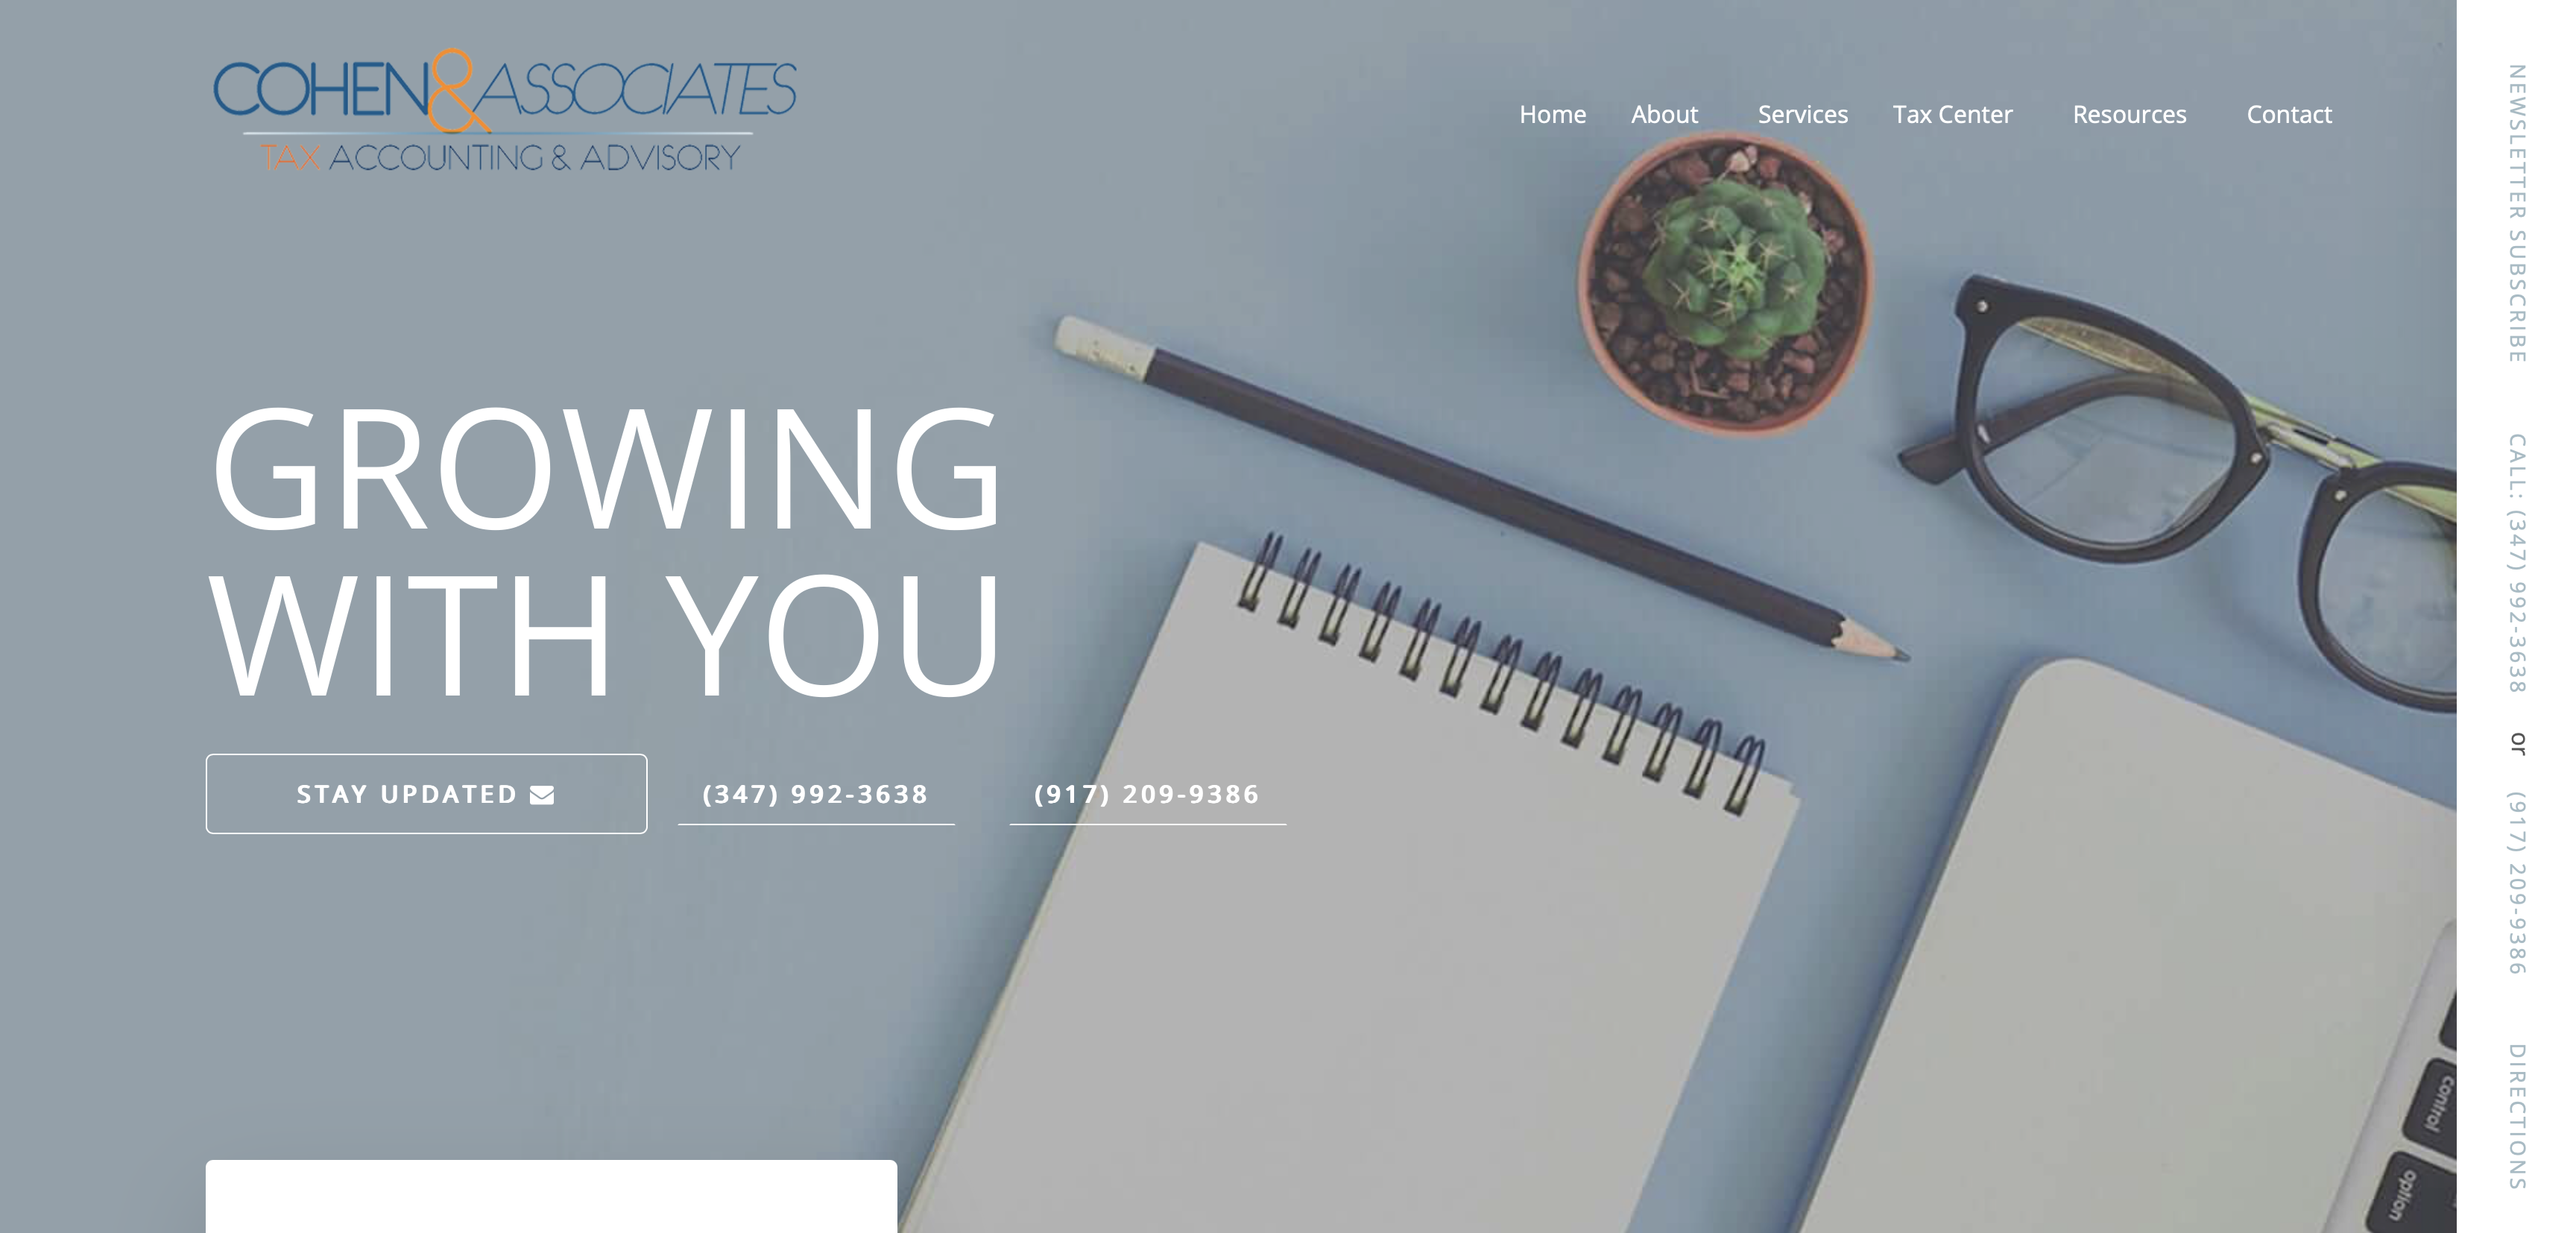 COHEN & ASSOCIATES
TAX ACCOUNTING & ADVISORY
Home About Services Tax Center Resources Contact
GROWING
WITH YOU
STAY UPDATED
(347) 992-3638
(917) 209-9386
NEWSLETTER SUBSCRIBE
CALL: (347) 992-3638 or (917) 209-9386
DIRECTIONS
control
option